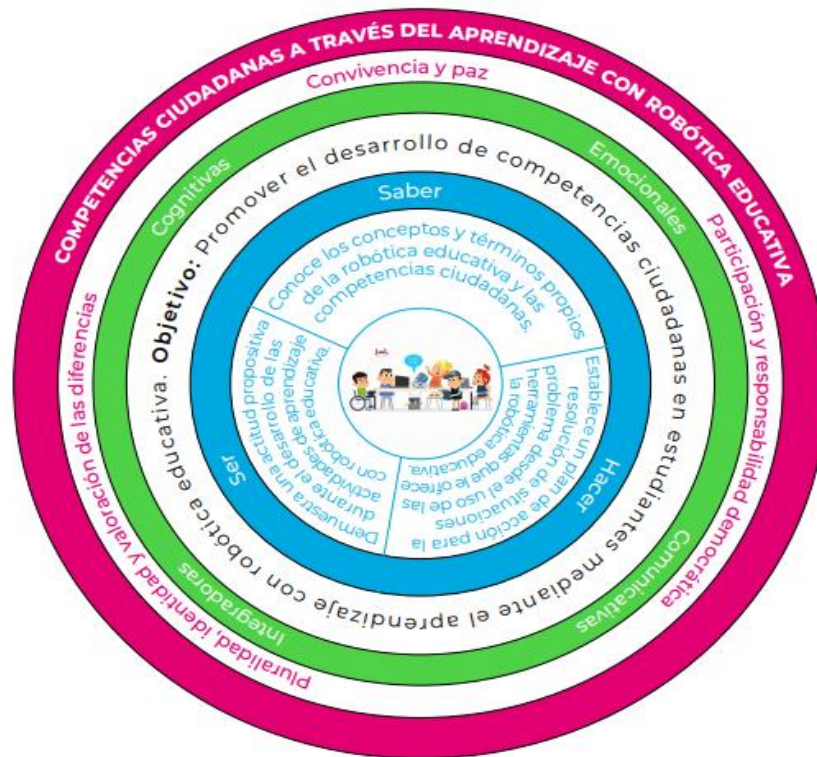 COMPETENCIAS CIUDADANAS A TRAVÉS DEL APRENDIZAJE CON ROBÓTICA EDUCATIVA
Convivencia y paz
Participación y responsabilidad democrática
Pluralidad, identidad y valoración de las diferencias
Cognitivas
Emocionales
Comunicativas
Integradoras
Objetivo: Promover el desarrollo de competencias ciudadanas en estudiantes mediante el aprendizaje con robótica educativa.
Saber
Conoce los conceptos y términos propios
de la robótica educativa y las
competencias ciudadanas.
Hacer
Establece un plan de acción para la
resolución de situaciones
problema desde el uso de las
herramientas que le ofrece
la robótica educativa.
Ser
Demuestra una actitud propositiva
durante el desarrollo de las
actividades de aprendizaje
con robótica educativa.